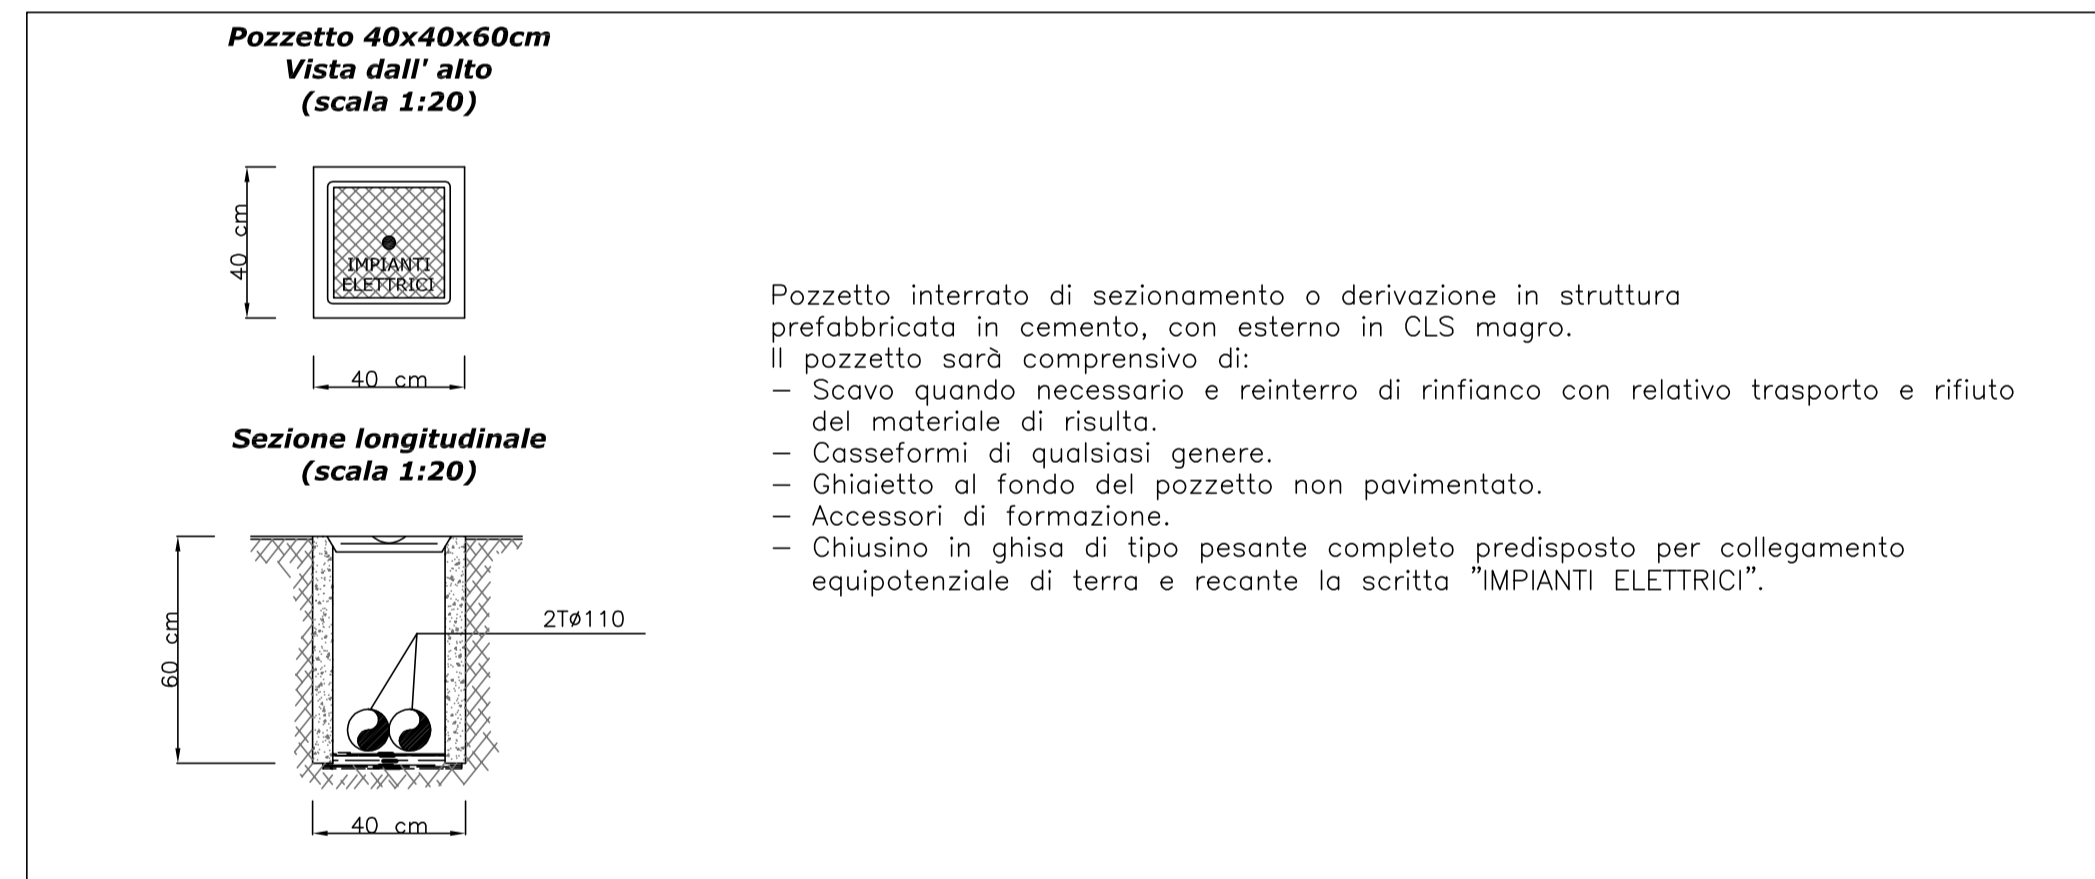 Pozzetto 40x40x60cm
Vista dall' alto
(scala 1:20)
40 cm
IMPIANTI
ELETTRICI
40 cm
Sezione longitudinale
(scala 1:20)
60 cm
2Tø110
40 cm
Pozzetto interrato di sezionamento o derivazione in struttura
prefabbricata in cemento, con esterno in CLS magro.
Il pozzetto sarà comprensivo di:
– Scavo quando necessario e reinterro di rinfianco con relativo trasporto e rifiuto
del materiale di risulta.
– Casseformi di qualsiasi genere.
– Ghiaietto al fondo del pozzetto non pavimentato.
– Accessori di formazione.
– Chiusino in ghisa di tipo pesante completo predisposto per collegamento
equipotenziale di terra e recante la scritta "IMPIANTI ELETTRICI".